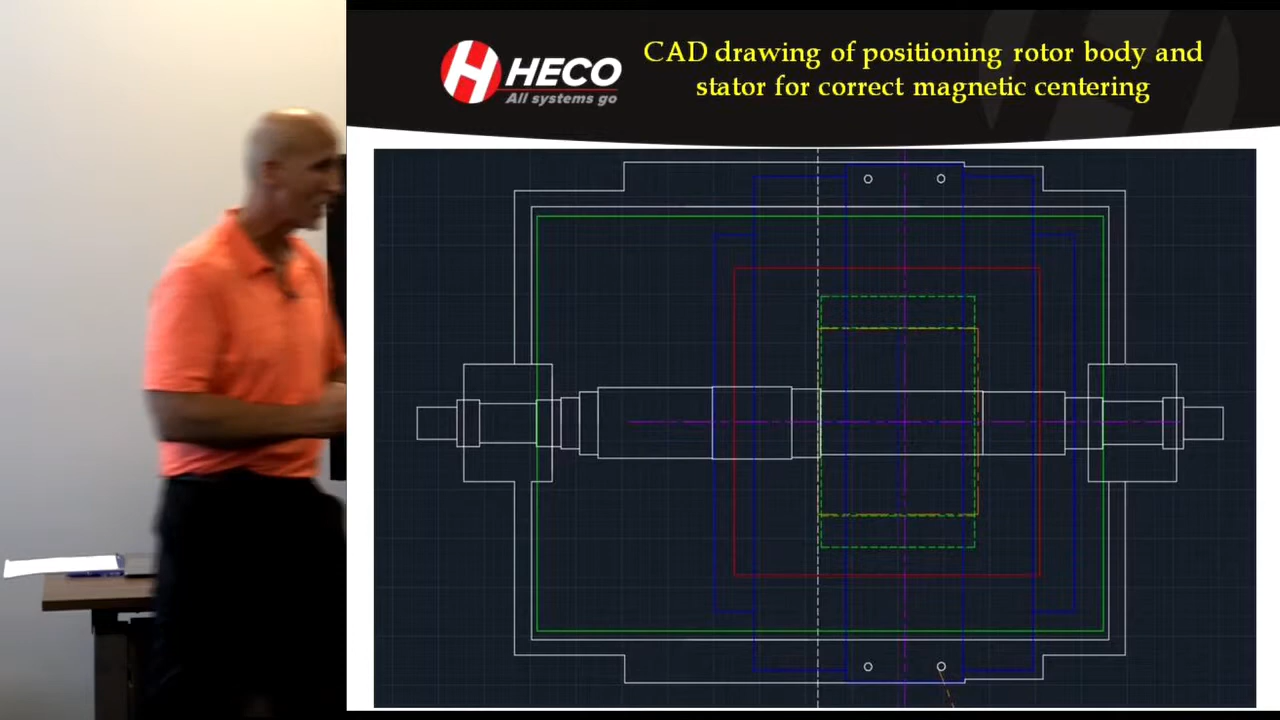 HECO
All systems go
CAD drawing of positioning rotor body and
stator for correct magnetic centering